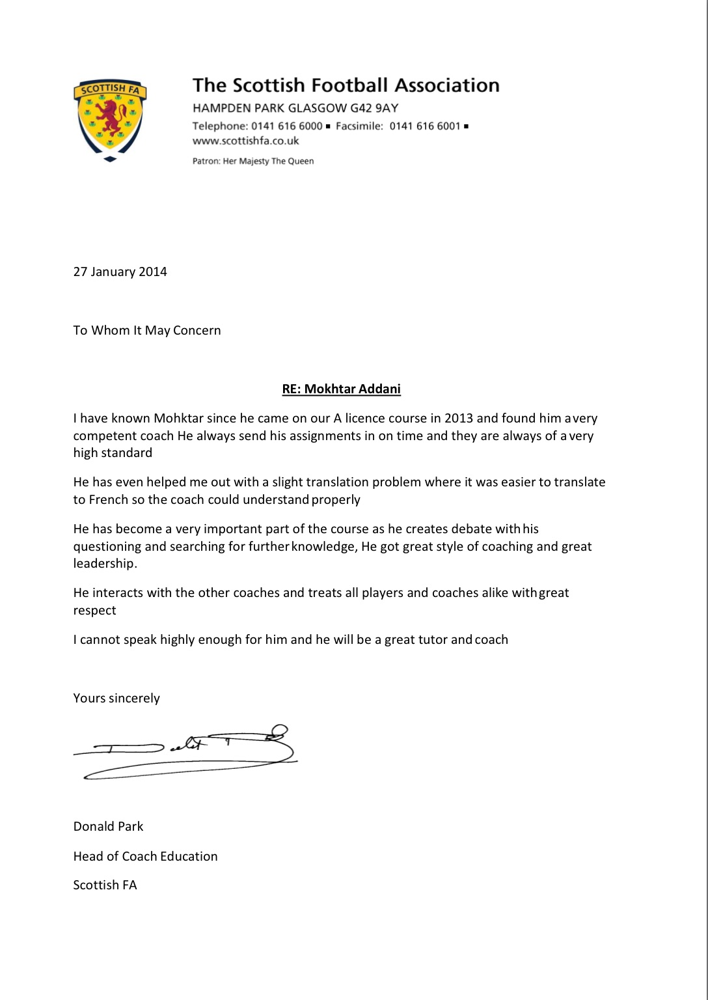 SCOTTISH FA
The Scottish Football Association
HAMPDEN PARK GLASGOW G42 9AY
Telephone: 0141 616 6000 ■ Facsimile: 0141 616 6001 ■
www.scottishfa.co.uk
Patron: Her Majesty The Queen
27 January 2014
To Whom It May Concern
RE: Mokhtar Addani
I have known Mohktar since he came on our A licence course in 2013 and found him a very
competent coach He always send his assignments in on time and they are always of a very
high standard
He has even helped me out with a slight translation problem where it was easier to translate
to French so the coach could understand properly
He has become a very important part of the course as he creates debate with his
questioning and searching for further knowledge, He got great style of coaching and great
leadership.
He interacts with the other coaches and treats all players and coaches alike with great
respect
I cannot speak highly enough for him and he will be a great tutor and coach
Yours sincerely
Donald Park
Head of Coach Education
Scottish FA